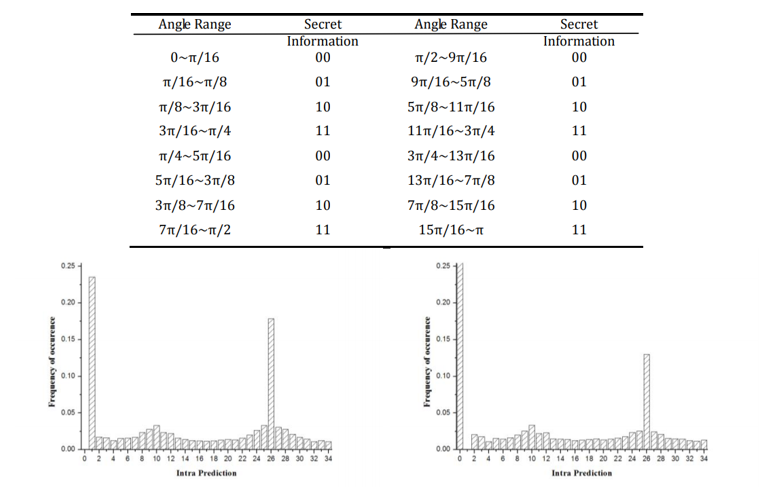 Angle Range Secret Information Angle Range Secret Information
0~π/16 00 π/2~9π/16 00
π/16~π/8 01 9π/16~5π/8 01
π/8~3π/16 10 5π/8~11π/16 10
3π/16~π/4 11 11π/16~3π/4 11
π/4~5π/16 00 3π/4~13π/16 00
5π/16~3π/8 01 13π/16~7π/8 01
3π/8~7π/16 10 7π/8~15π/16 10
7π/16~π/2 11 15π/16~π 11
Frequency of occurence
0.25
0.20
0.15
0.10
0.05
0.00
0 2 4 6 8 10 12 14 16 18 20 22 24 26 28 30 32 34
Intra Prediction
Frequency of occurence
0.25
0.20
0.15
0.10
0.05
0.00
0 2 4 6 8 10 12 14 16 18 20 22 24 26 28 30 32 34
Intra Prediction